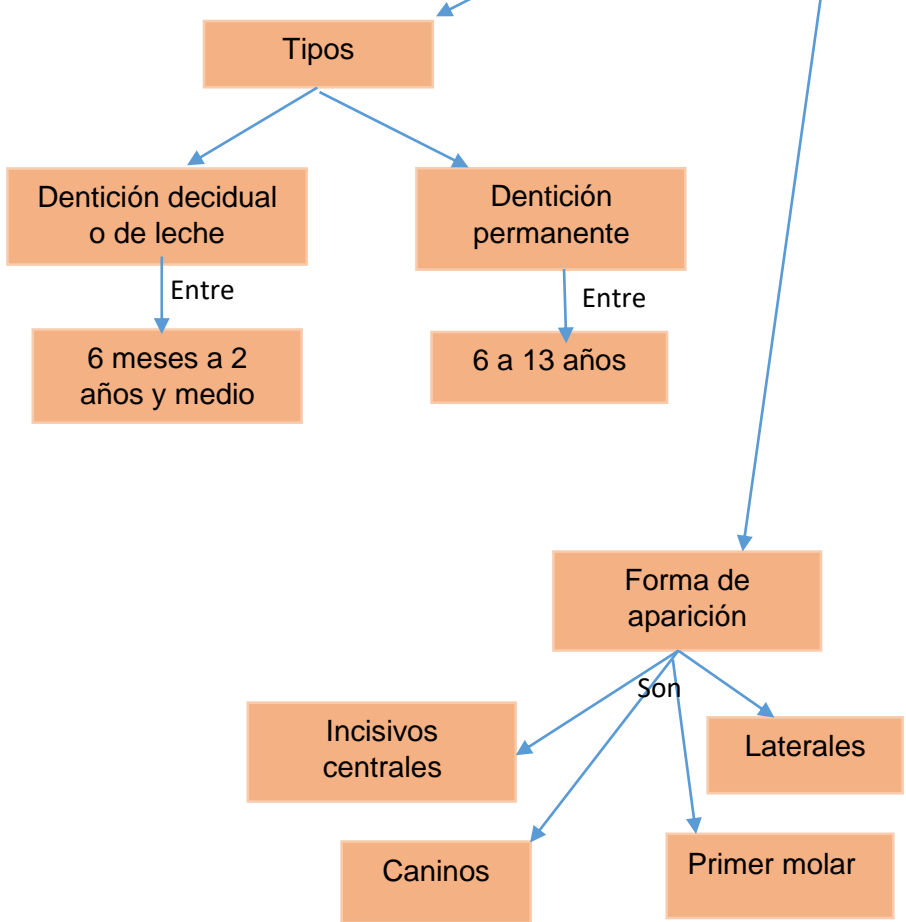 Tipos
Dentición decidual
o de leche
Dentición
permanente
Entre
Entre
6 meses a 2
años y medio
6 a 13 años
Forma de
aparición
Son
Incisivos
centrales
Laterales
Caninos
Primer molar